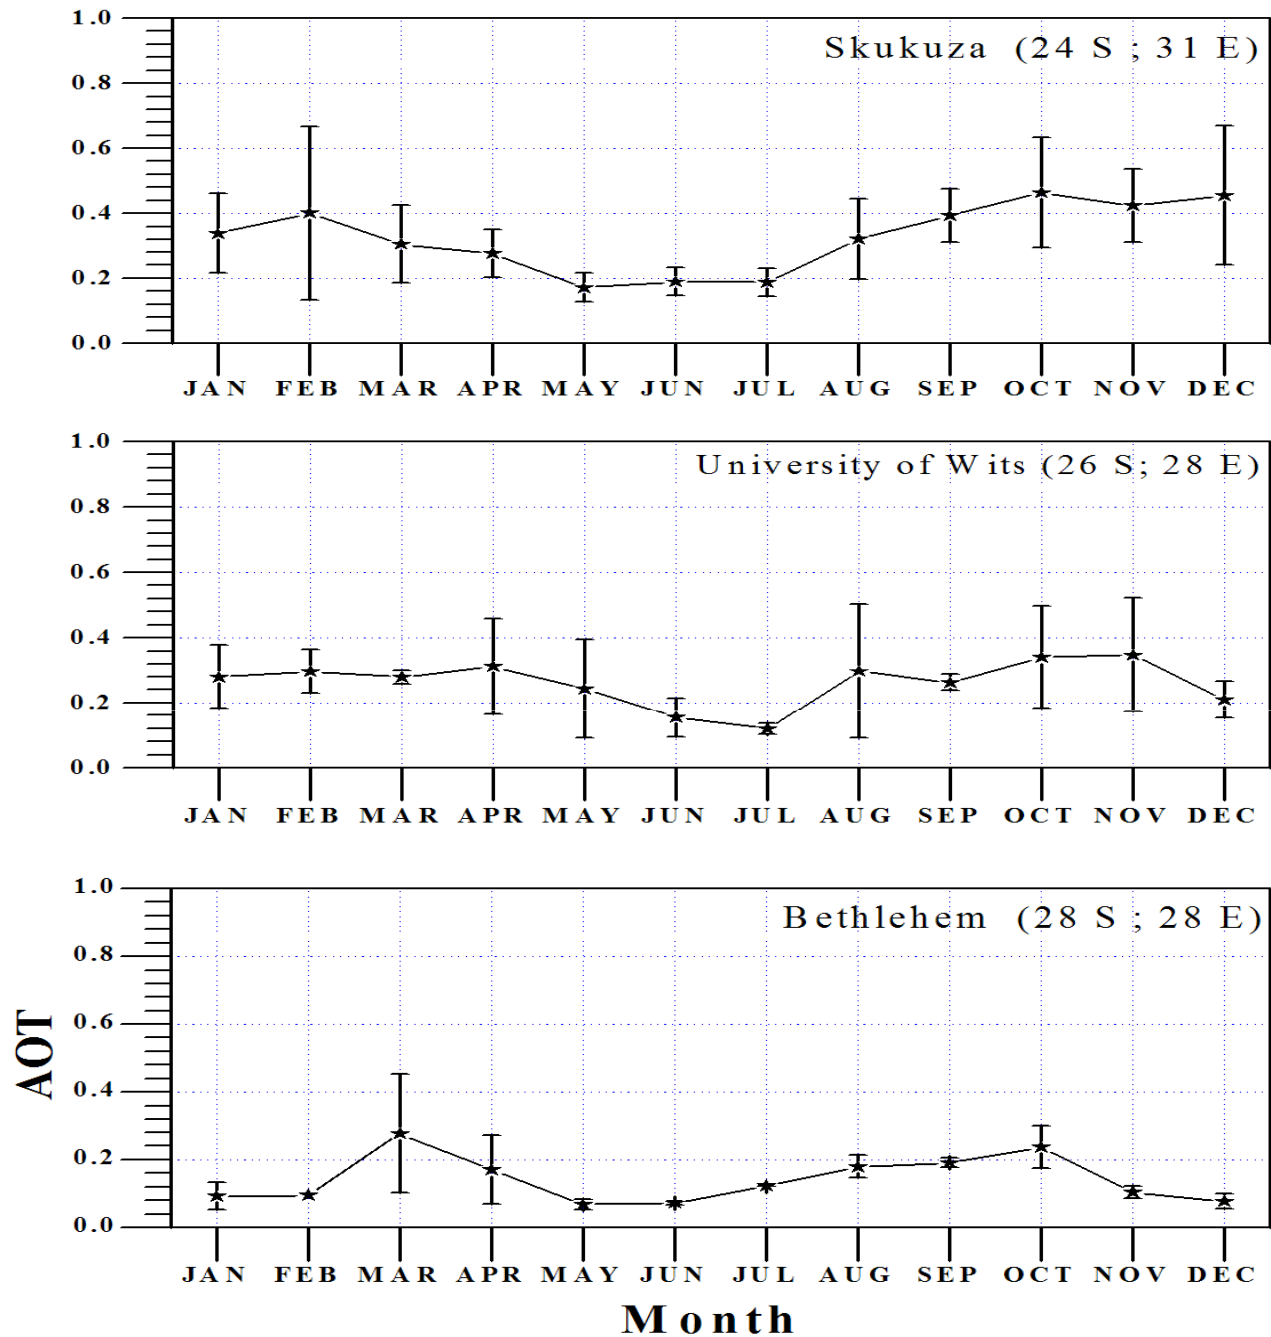 1.0
Skukuza (24 S ; 31 E)
0.8
0.6
0.4
0.2
0.0
JAN FEB MAR APR MAY JUN JUL AUG SEP OCT NOV DEC
1.0
University of Wits (26 S; 28 E)
0.8
0.6
0.4
0.2
0.0
JAN FEB MAR APR MAY JUN JUL AUG SEP OCT NOV DEC
1.0
Bethlehem (28 S ; 28 E)
0.8
0.6
0.4
0.2
0.0
AOT
JAN FEB MAR APR MAY JUN JUL AUG SEP OCT NOV DEC
Month